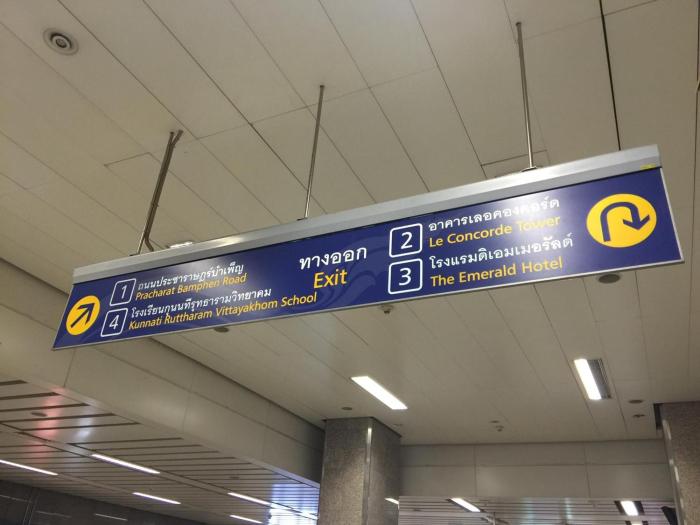 1 ถนนประชาราษฎร์บำเพ็ญ
Pracharat Bamphen Road
4 โรงเรียนกุนนทีรุทธารามวิทยาคม
Kunnati Ruttharam Vittayakhom School
ทางออก
Exit
2 อาคารเลอคองคอร์ด
Le Concorde Tower
3 โรงแรมดิเอมเมอรัลด์
The Emerald Hotel